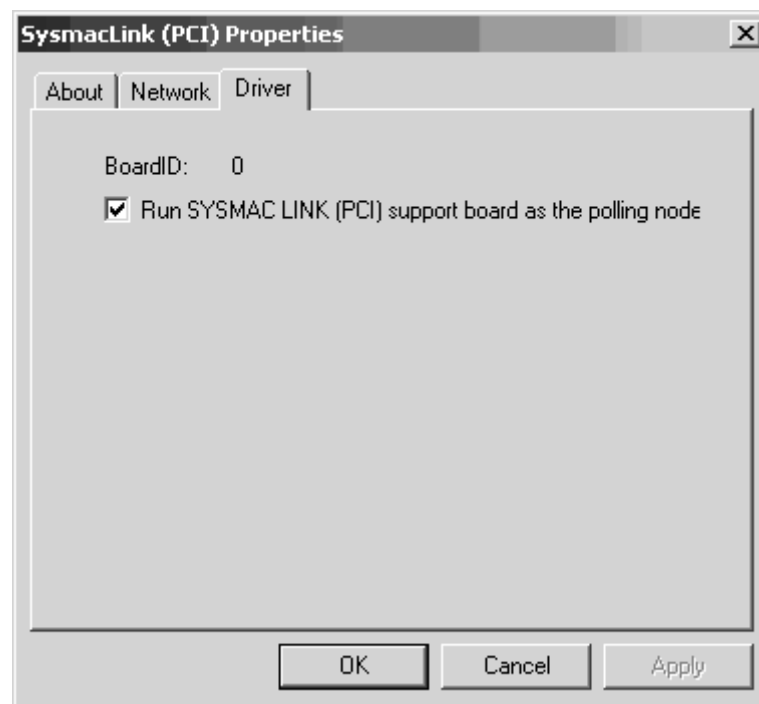 SysmacLink (PCI) Properties
About Network Driver
BoardID: 0
Run SYSMAC LINK (PCI) support board as the polling node
OK Cancel Apply